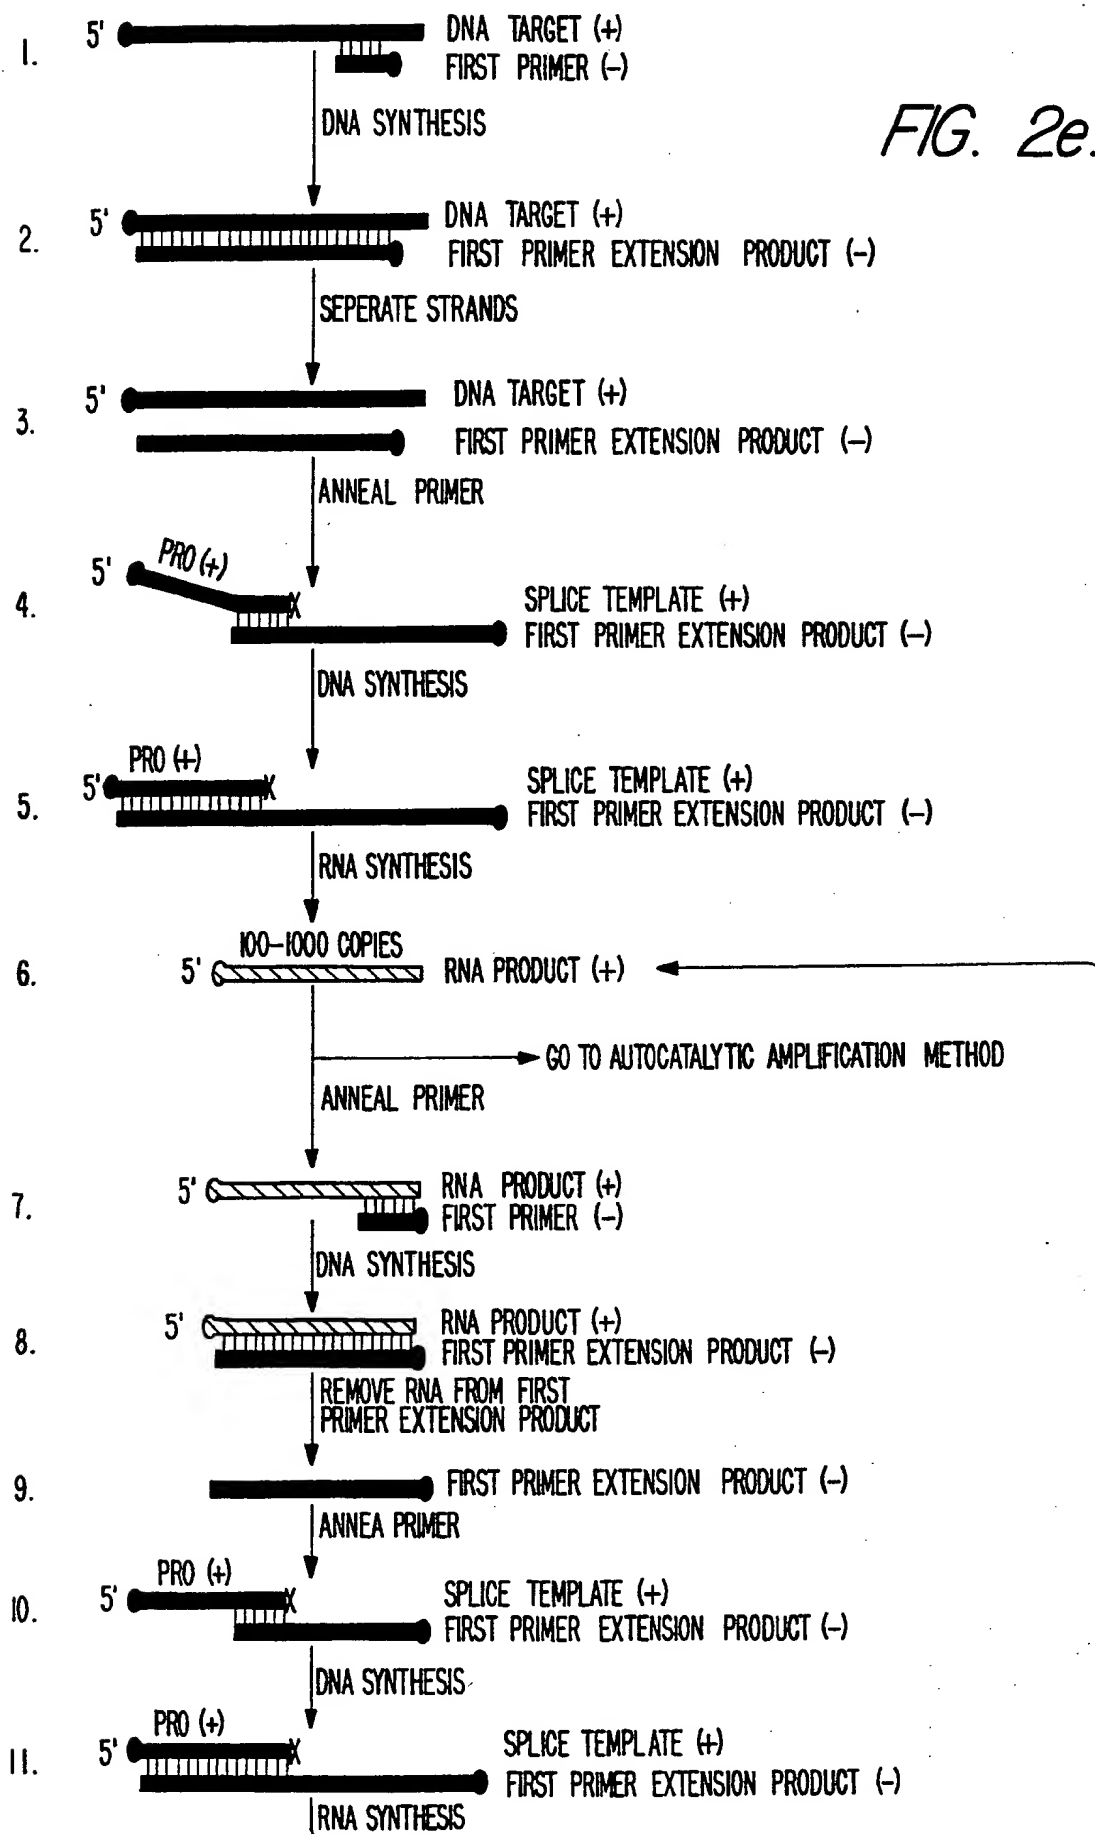 FIG. 2e.
1.
5'
DNA TARGET (+)
FIRST PRIMER (-)
DNA SYNTHESIS
2.
5'
DNA TARGET (+)
FIRST PRIMER EXTENSION PRODUCT (-)
SEPERATE STRANDS
3.
5'
DNA TARGET (+)
FIRST PRIMER EXTENSION PRODUCT (-)
ANNEAL PRIMER
4.
5'
PRO (+)
X
SPLICE TEMPLATE (+)
FIRST PRIMER EXTENSION PRODUCT (-)
DNA SYNTHESIS
5.
PRO (+)
5'
X
SPLICE TEMPLATE (+)
FIRST PRIMER EXTENSION PRODUCT (-)
RNA SYNTHESIS
100-1000 COPIES
6.
5'
RNA PRODUCT (+)
GO TO AUTOCATALYTIC AMPLIFICATION METHOD
ANNEAL PRIMER
7.
5'
RNA PRODUCT (+)
FIRST PRIMER (-)
DNA SYNTHESIS
8.
5'
RNA PRODUCT (+)
FIRST PRIMER EXTENSION PRODUCT (-)
REMOVE RNA FROM FIRST
PRIMER EXTENSION PRODUCT
9.
FIRST PRIMER EXTENSION PRODUCT (-)
ANNEA PRIMER
10.
PRO (+)
5'
X
SPLICE TEMPLATE (+)
FIRST PRIMER EXTENSION PRODUCT (-)
DNA SYNTHESIS
11.
PRO (+)
5'
X
SPLICE TEMPLATE (+)
FIRST PRIMER EXTENSION PRODUCT (-)
RNA SYNTHESIS